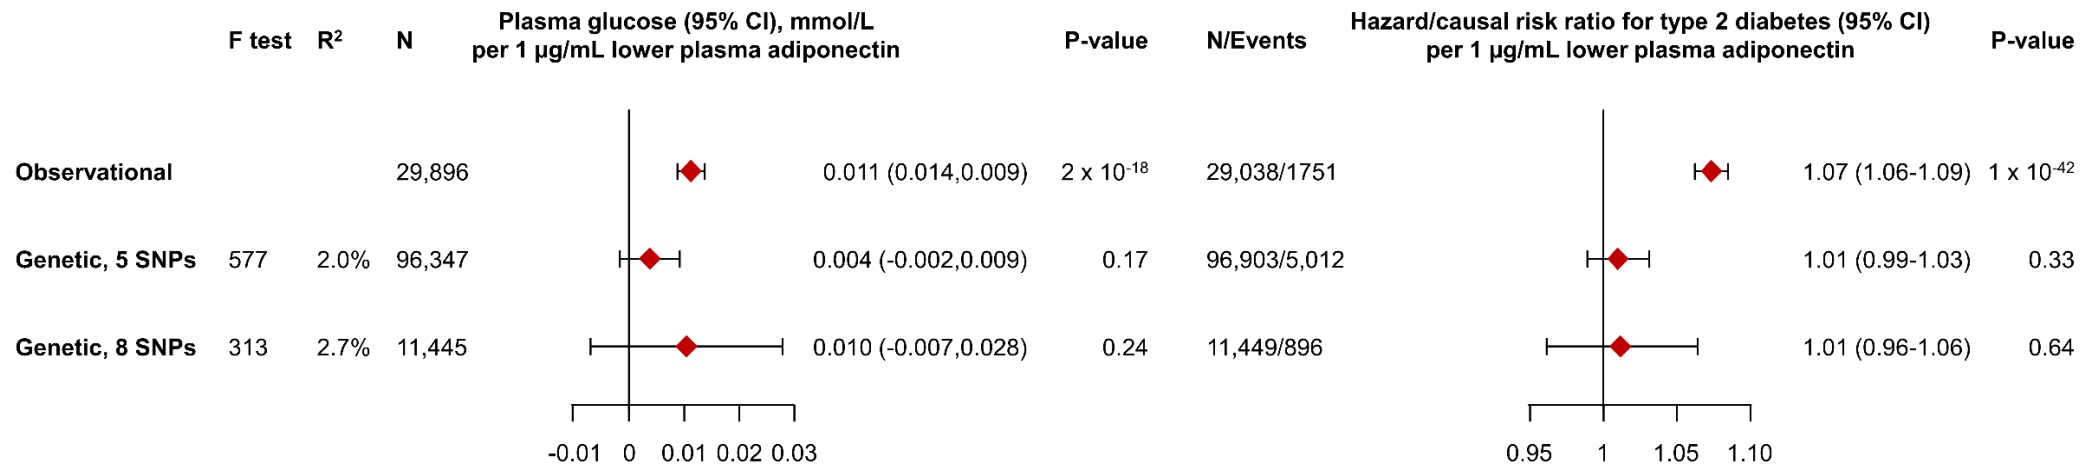 F test R² N Plasma glucose (95% CI), mmol/L per 1 µg/mL lower plasma adiponectin P-value N/Events Hazard/causal risk ratio for type 2 diabetes (95% CI) per 1 µg/mL lower plasma adiponectin P-value
Observational 29,896 0.011 (0.014,0.009) 2 x 10⁻¹⁸ 29,038/1751 1.07 (1.06-1.09) 1 x 10⁻⁴²
Genetic, 5 SNPs 577 2.0% 96,347 0.004 (-0.002,0.009) 0.17 96,903/5,012 1.01 (0.99-1.03) 0.33
Genetic, 8 SNPs 313 2.7% 11,445 0.010 (-0.007,0.028) 0.24 11,449/896 1.01 (0.96-1.06) 0.64
-0.01 0 0.01 0.02 0.03 0.95 1 1.05 1.10